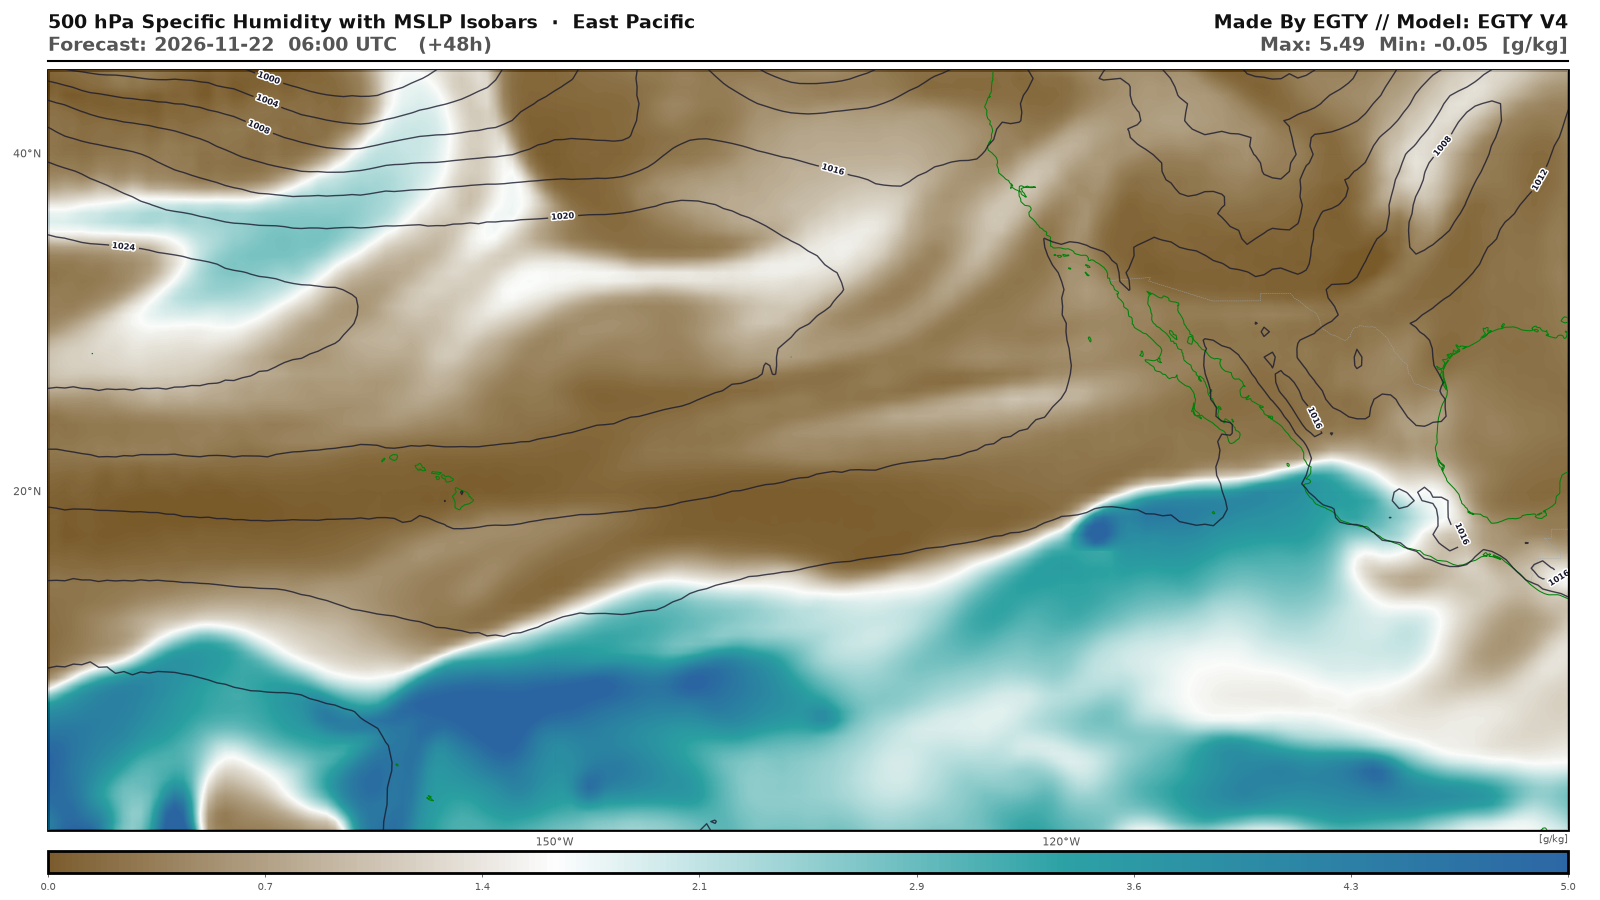 500 hPa Specific Humidity with MSLP Isobars · East Pacific
Made By EGTY // Model: EGTY V4
Forecast: 2026-11-22 06:00 UTC (+48h)
Max: 5.49 Min: -0.05 [g/kg]
1000
1004
1008
1008
40°N
1016
1012
1020
1024
1016
20°N
1016
1016
150°W
120°W
[g/kg]
0.0
0.7
1.4
2.1
2.9
3.6
4.3
5.0